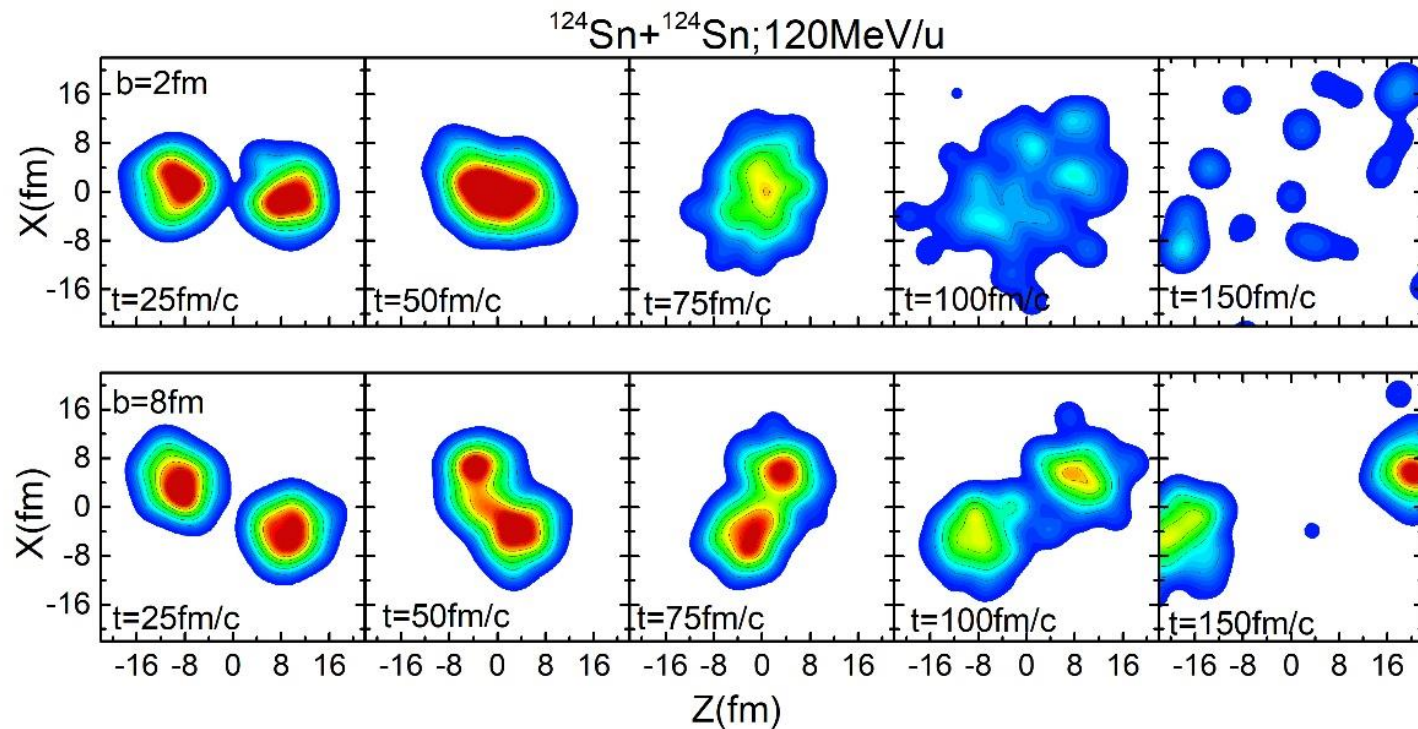 ¹²⁴Sn+¹²⁴Sn;120MeV/u
b=2fm
X(fm)
16
8
0
-8
-16
t=25fm/c
t=50fm/c
t=75fm/c
t=100fm/c
t=150fm/c
b=8fm
X(fm)
16
8
0
-8
-16
t=25fm/c
t=50fm/c
t=75fm/c
t=100fm/c
t=150fm/c
-16 -8 0 8 16 -16 -8 0 8 16 -16 -8 0 8 16 -16 -8 0 8 16 -16 -8 0 8 16
Z(fm)